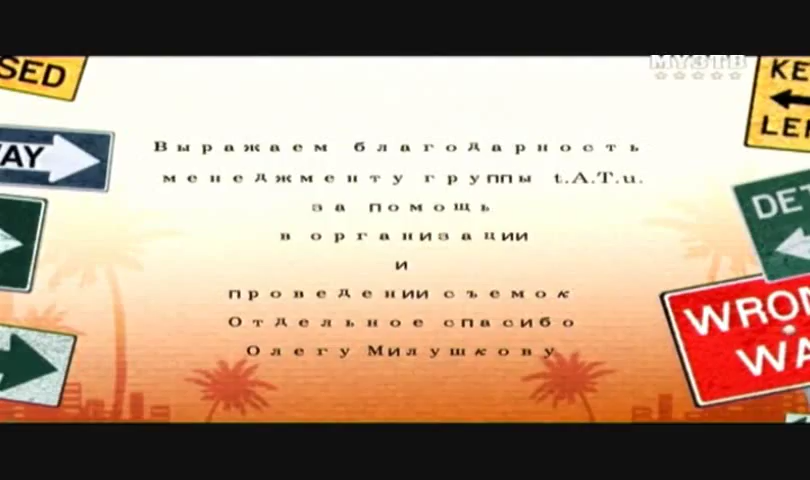 МУЗТВ
SED
KE
WAY
LE
DET
WRON
WA
Выражаем благодарность
менеджменту группы t.A.T.u.
за помощь
в организации
и
проведении съемок
Отдельное спасибо
Олегу Милушкову